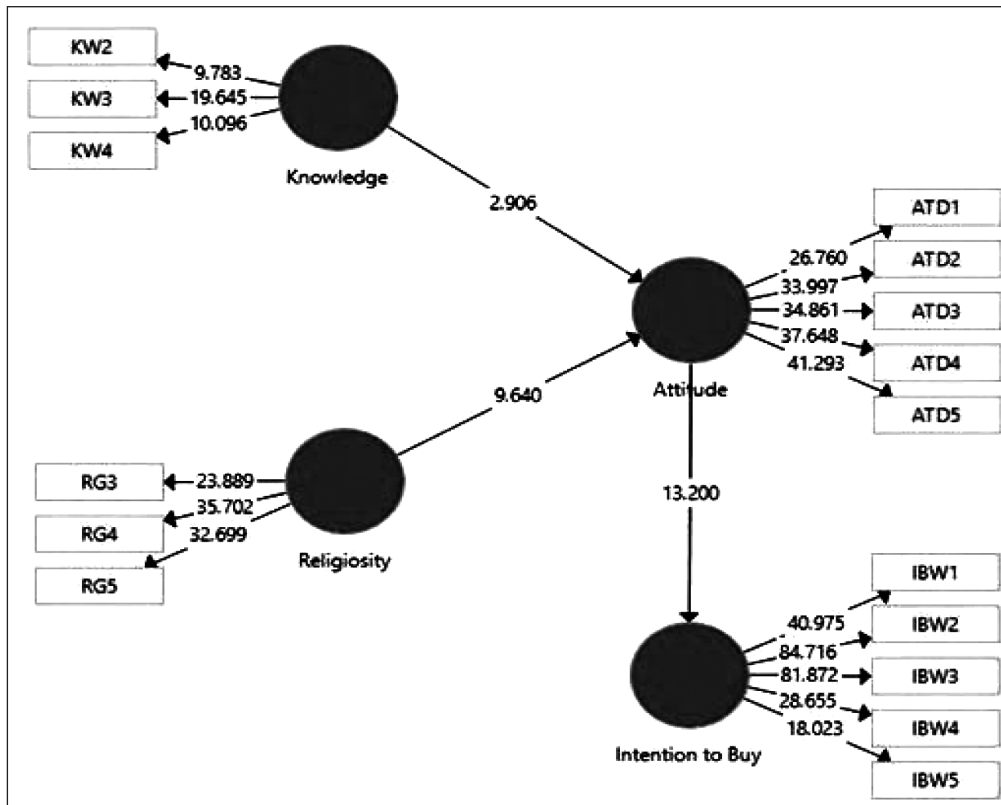 KW2
9.783
KW3
19.645
10.096
KW4
Knowledge
2.906
ATD1
26.760
ATD2
33.997
34.861
ATD3
37.648
ATD4
41.293
ATD5
Attitude
9.640
RG3
23.889
35.702
RG4
32.699
RG5
Religiosity
13.200
IBW1
40.975
IBW2
84.716
81.872
IBW3
28.655
IBW4
18.023
IBW5
Intention to Buy